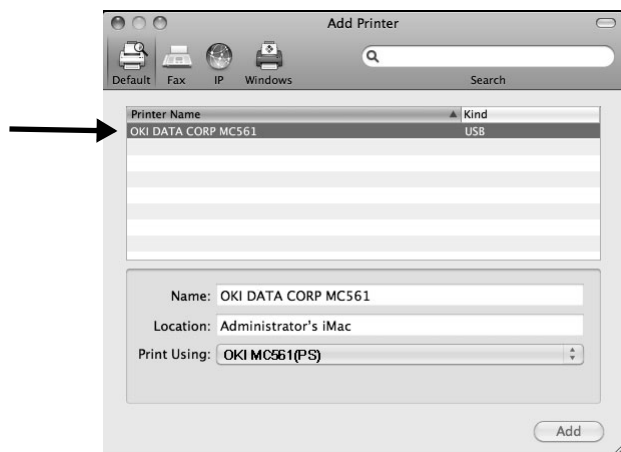 Add Printer
Default Fax IP Windows Search
Printer Name Kind
OKI DATA CORP MC561 USB
Name: OKI DATA CORP MC561
Location: Administrator's iMac
Print Using: OKI MC561(PS)
Add